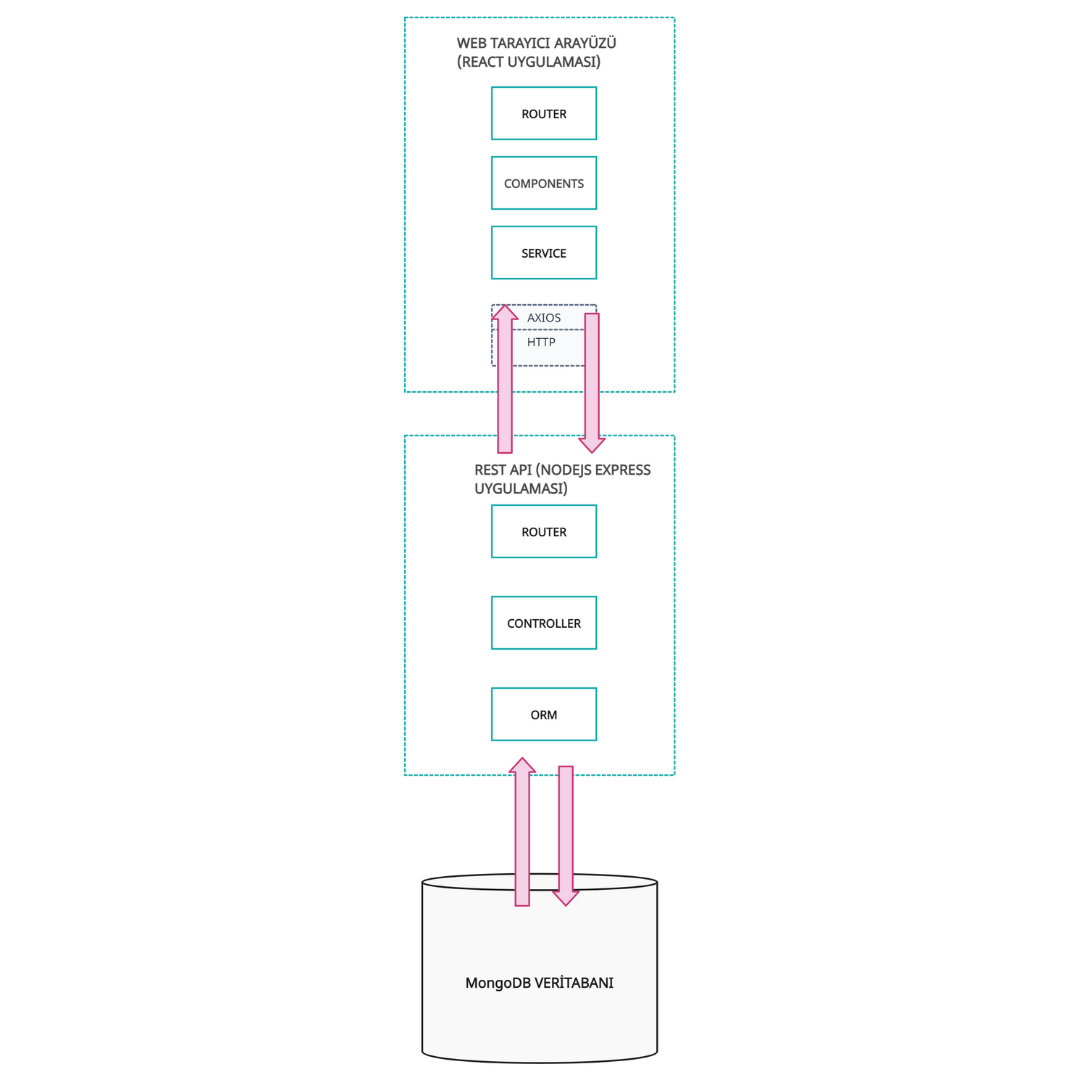 WEB TARAYICI ARAYÜZÜ
(REACT UYGULAMASI)
ROUTER
COMPONENTS
SERVICE
AXIOS
HTTP
REST API (NODEJS EXPRESS
UYGULAMASI)
ROUTER
CONTROLLER
ORM
MongoDB VERİTABANI